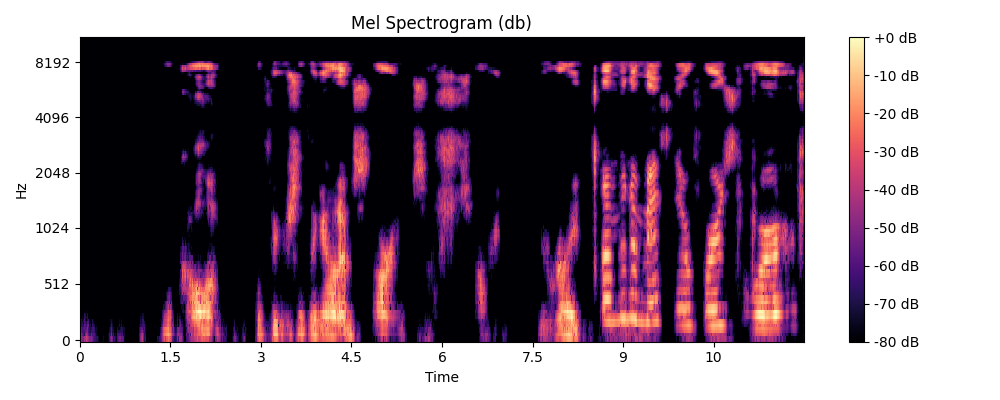 Mel Spectrogram (db)
Hz
8192
4096
2048
1024
512
0
0 1.5 3 4.5 6 7.5 9 10
Time
+0 dB
-10 dB
-20 dB
-30 dB
-40 dB
-50 dB
-60 dB
-70 dB
-80 dB